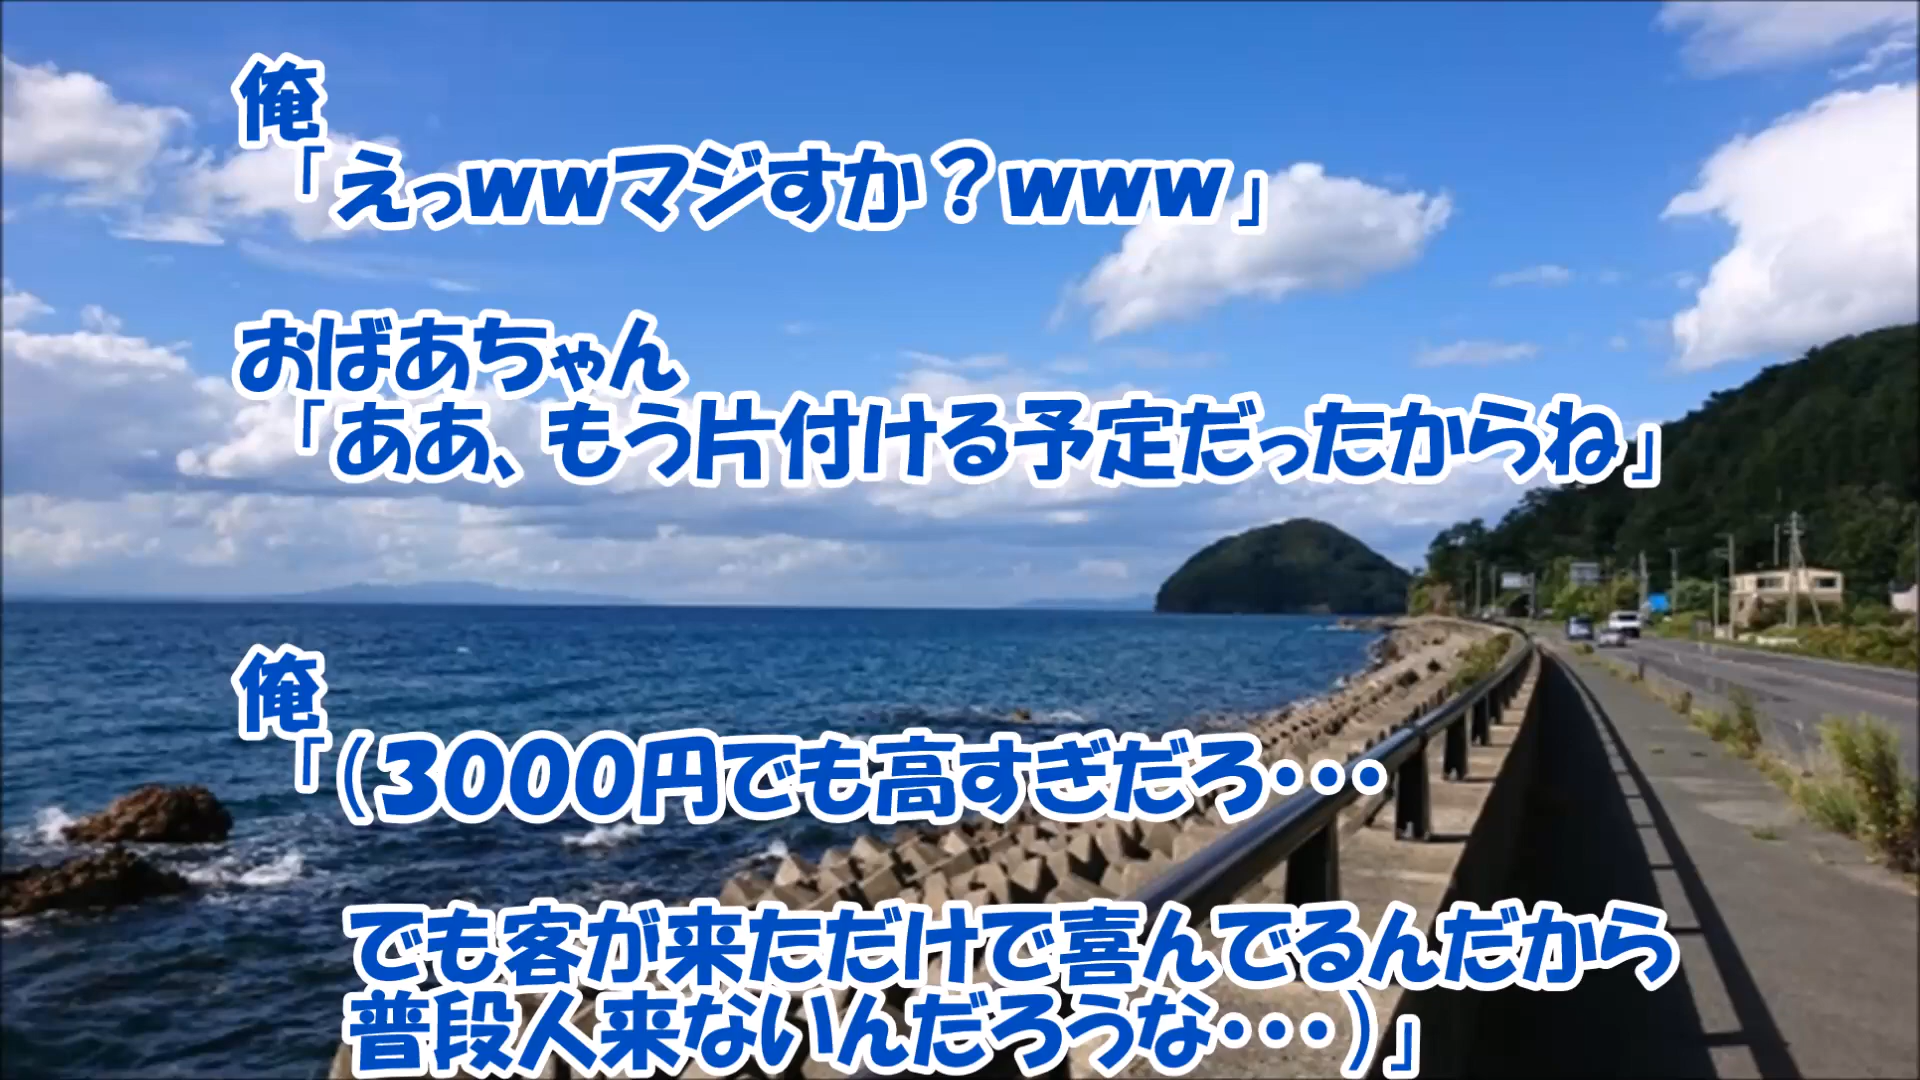 俺
「えっwwマジすか？www」
おばあちゃん
「ああ、もう片付ける予定だったからね」
俺
「（3000円でも高すぎだろ・・・
でも客が来ただけで喜んでるんだから
普段人来ないんだろうな・・・）」